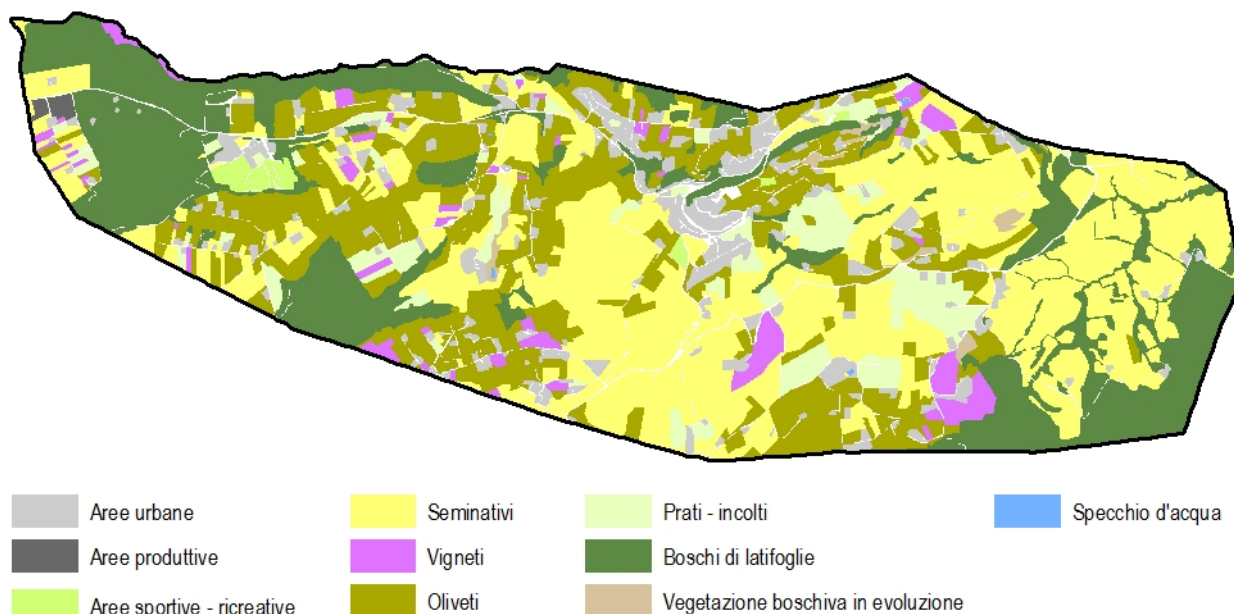 Aree urbane
Aree produttive
Aree sportive - ricreative
Seminativi
Vigneti
Oliveti
Prati - incolti
Boschi di latifoglie
Vegetazione boschiva in evoluzione
Specchio d'acqua